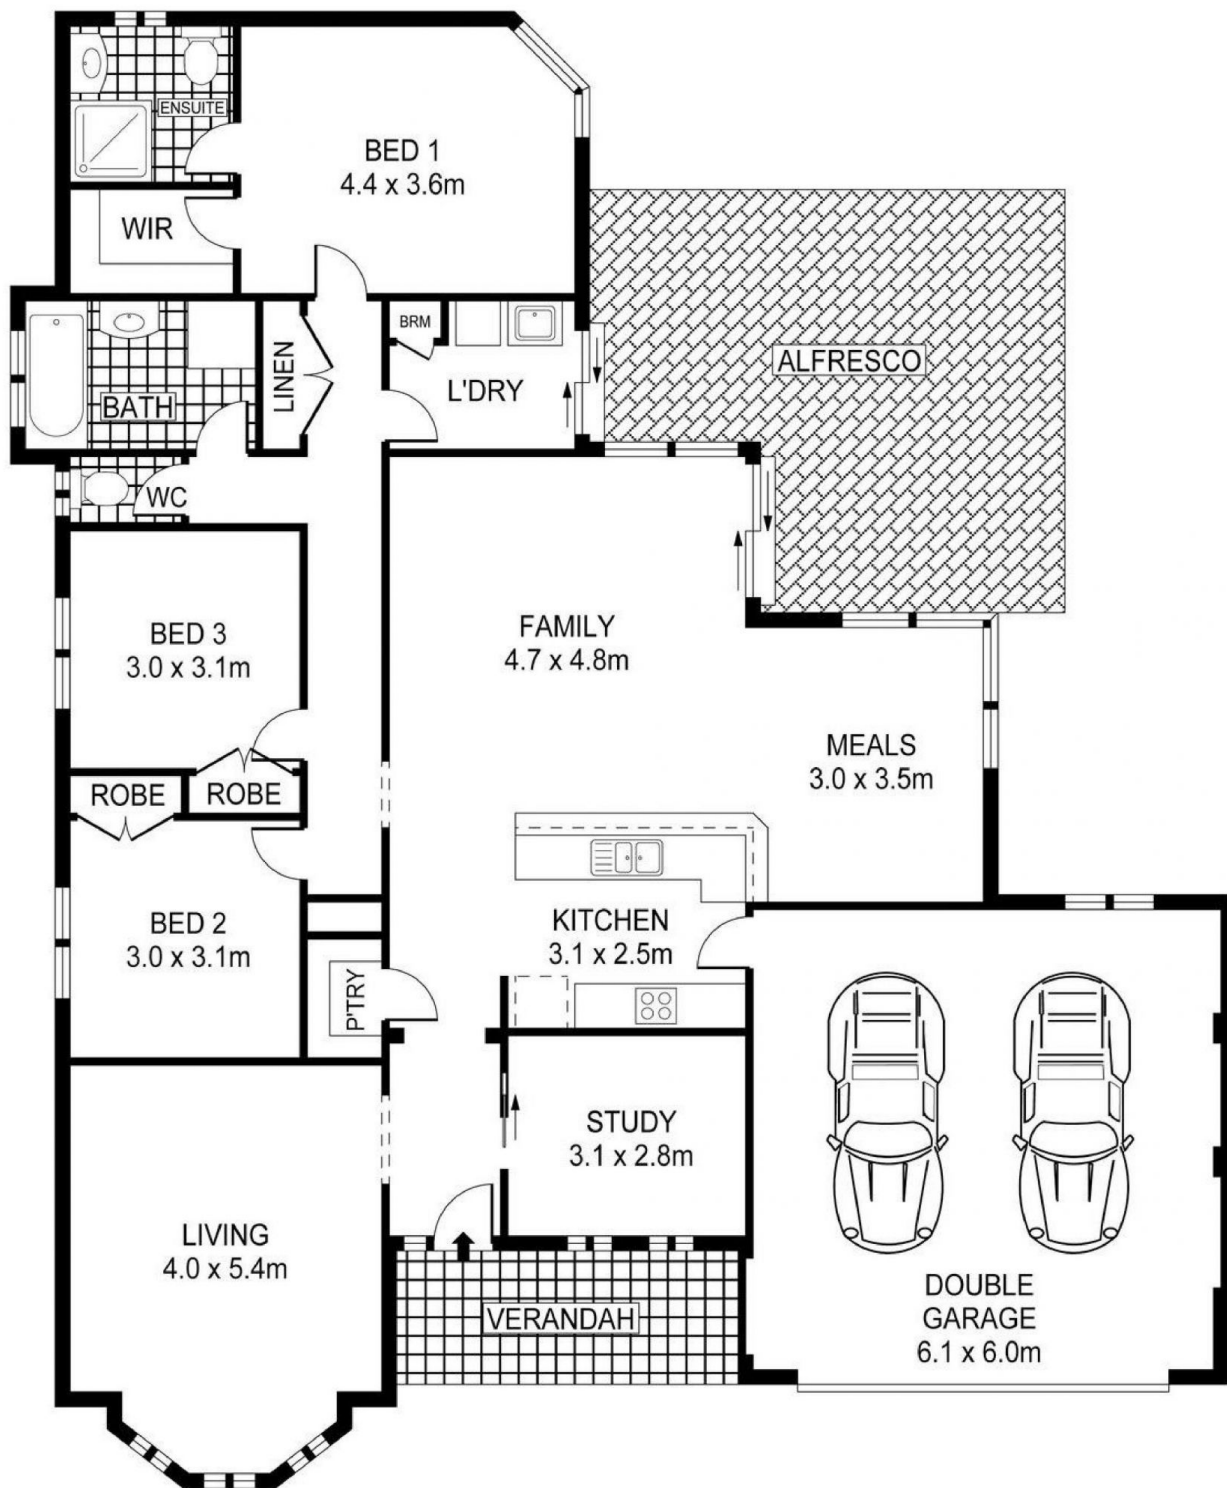 ENSUITE
BED 1
4.4 x 3.6m
WIR
BRM
LINEN
L'DRY
ALFRESCO
BATH
WC
FAMILY
4.7 x 4.8m
BED 3
3.0 x 3.1m
MEALS
3.0 x 3.5m
ROBE
ROBE
BED 2
3.0 x 3.1m
KITCHEN
3.1 x 2.5m
P'TRY
STUDY
3.1 x 2.8m
LIVING
4.0 x 5.4m
VERANDAH
DOUBLE
GARAGE
6.1 x 6.0m